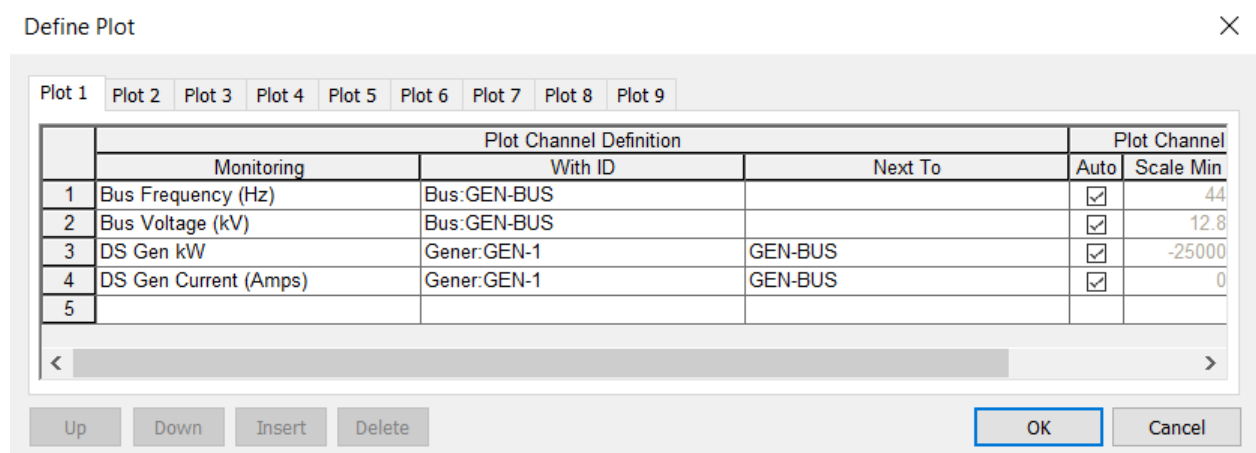 Define Plot
Plot 1 Plot 2 Plot 3 Plot 4 Plot 5 Plot 6 Plot 7 Plot 8 Plot 9
Plot Channel Definition Plot Channel
Monitoring With ID Next To Auto Scale Min
1 Bus Frequency (Hz) Bus:GEN-BUS 44
2 Bus Voltage (kV) Bus:GEN-BUS 12.8
3 DS Gen kW Gener:GEN-1 GEN-BUS -25000
4 DS Gen Current (Amps) Gener:GEN-1 GEN-BUS 0
5
Up Down Insert Delete OK Cancel